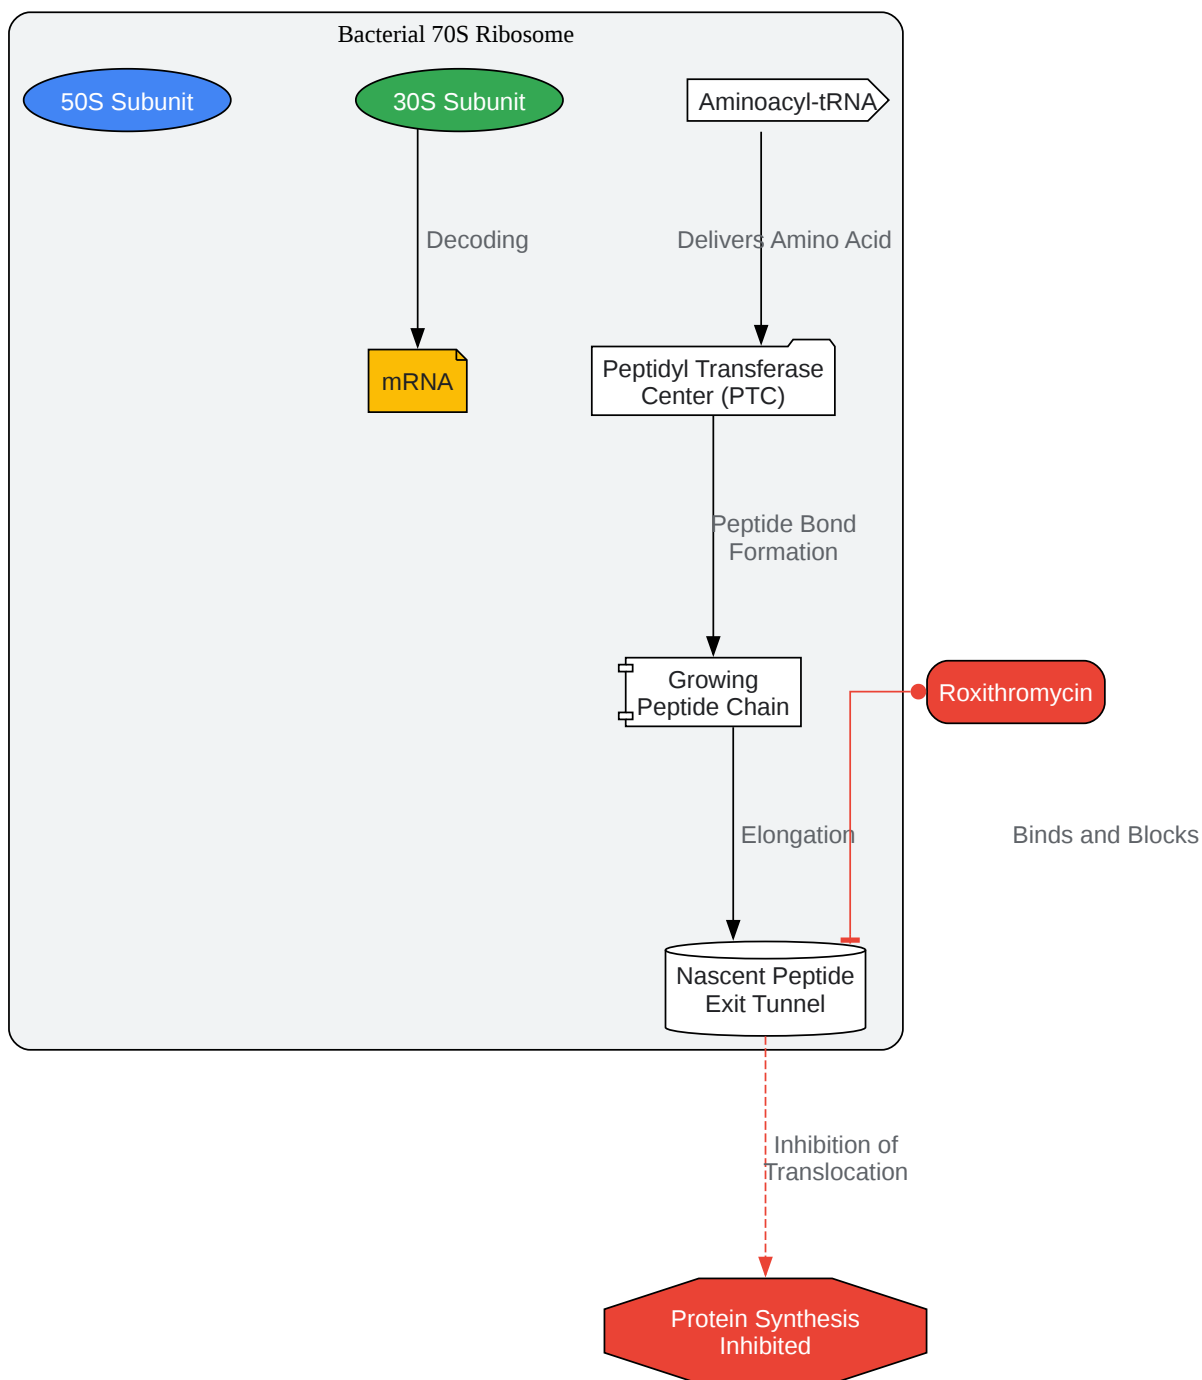 Bacterial 70S Ribosome
50S Subunit
30S Subunit
Aminoacyl-tRNA
Decoding
Delivers Amino Acid
mRNA
Peptidyl Transferase
Center (PTC)
Peptide Bond
Formation
Growing
Peptide Chain
Roxithromycin
Elongation
Binds and Blocks
Nascent Peptide
Exit Tunnel
Inhibition of
Translocation
Protein Synthesis
Inhibited